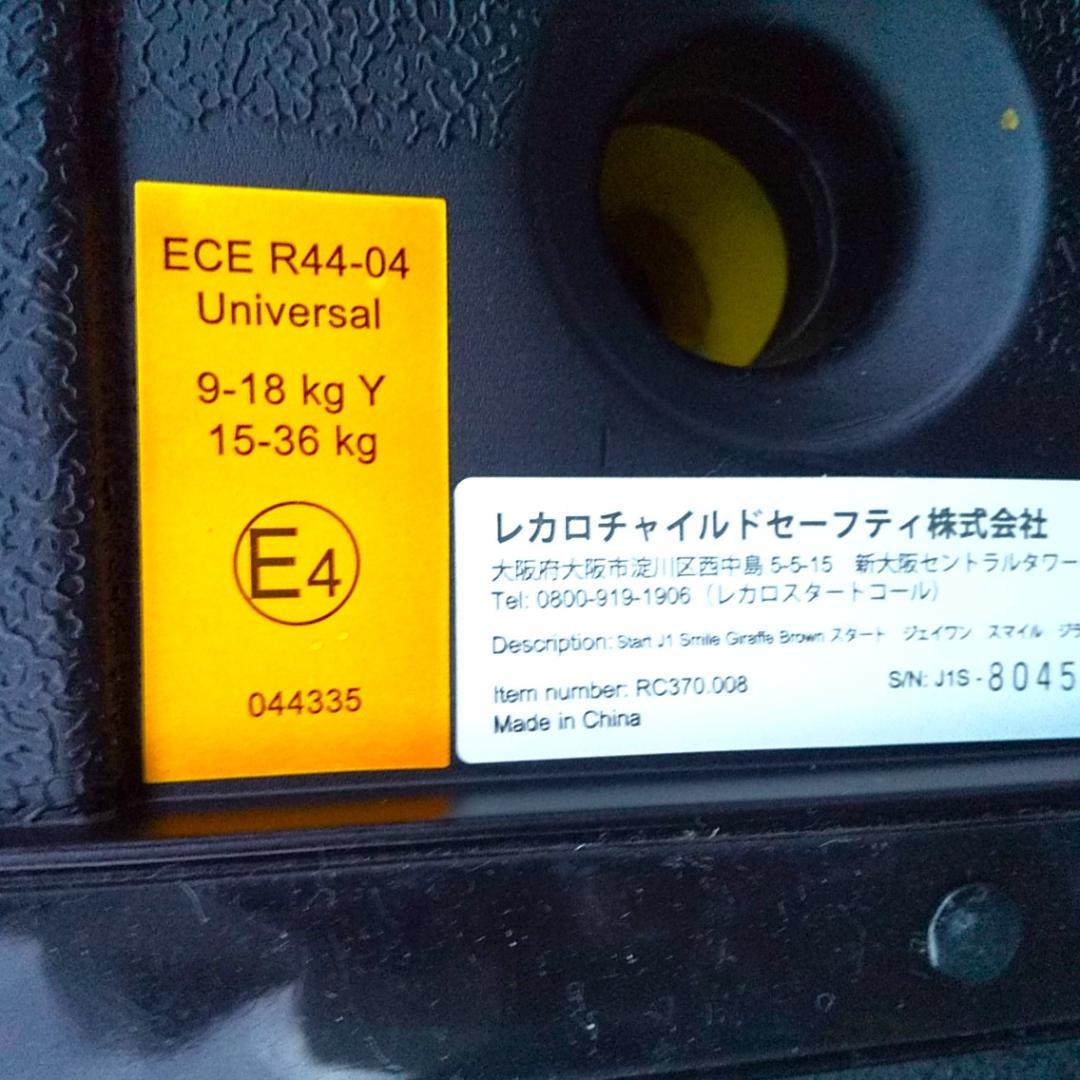 ECE R44-04
Universal
9-18 kg Y
15-36 kg
E4
044335
レカロチャイルドセーフティ株式会社
大阪府大阪市淀川区西中島 5-5-15 新大阪セントラルタワー
Tel: 0800-919-1906（レカロスタートコール）
Description: Start J1 Smile Giraffe Brown スタート ジェイワン スマイル ジラ
Item number: RC370.008
S/N: J1S - 8045
Made in China